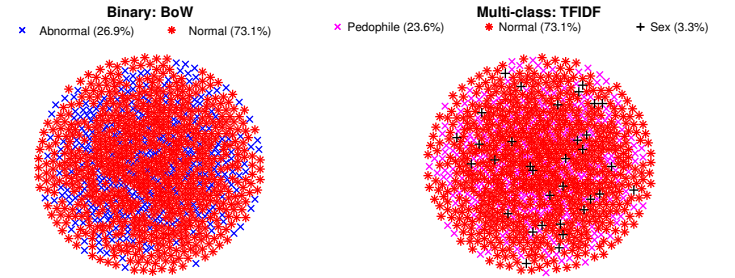 Binary: BoW
× Abnormal (26.9%) ✱ Normal (73.1%)
Multi-class: TFIDF
× Pedophile (23.6%) ✱ Normal (73.1%) + Sex (3.3%)